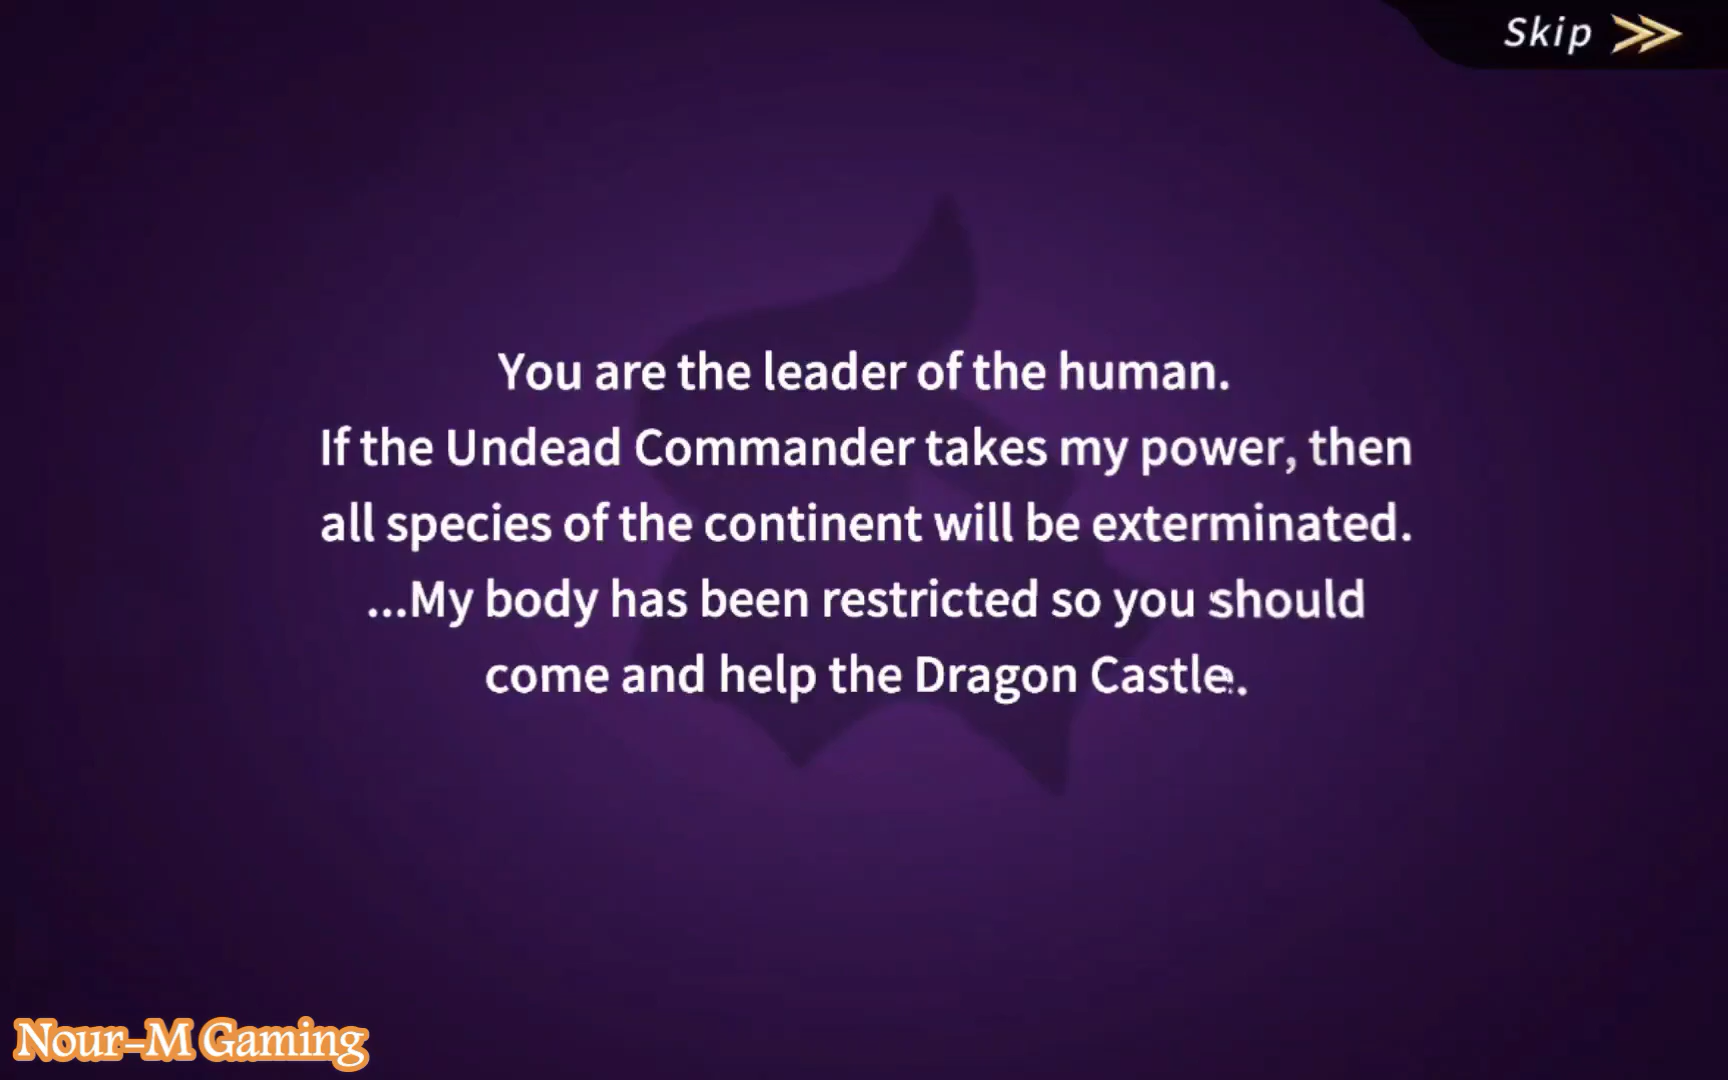 Skip
You are the leader of the human.
If the Undead Commander takes my power, then
all species of the continent will be exterminated.
...My body has been restricted so you should
come and help the Dragon Castle.
Nour-M Gaming